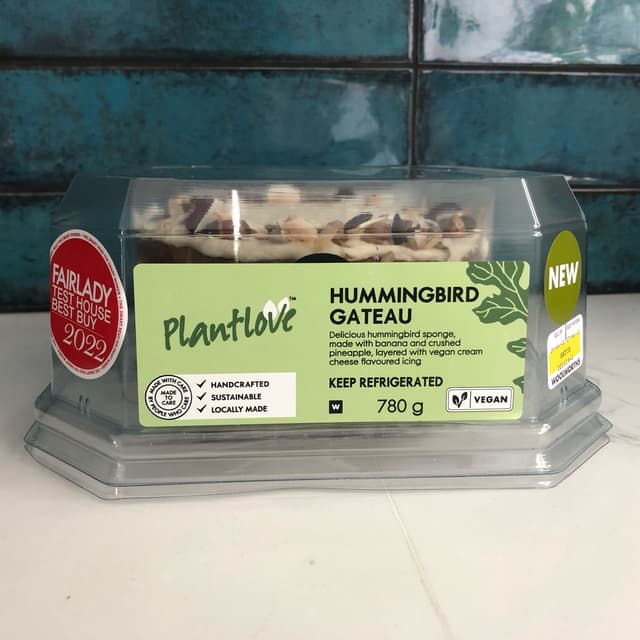 FAIRLADY
TEST HOUSE
BEST BUY
2022
Plantlove™
MADE WITH CARE
BY PEOPLE WHO CARE
MADE
TO
CARE
✓ HANDCRAFTED
✓ SUSTAINABLE
✓ LOCALLY MADE
HUMMINGBIRD
GATEAU
Delicious hummingbird sponge,
made with banana and crushed
pineapple, layered with vegan cream
cheese flavoured icing
KEEP REFRIGERATED
W
780 g
V VEGAN
NEW
WOOLWORTHS